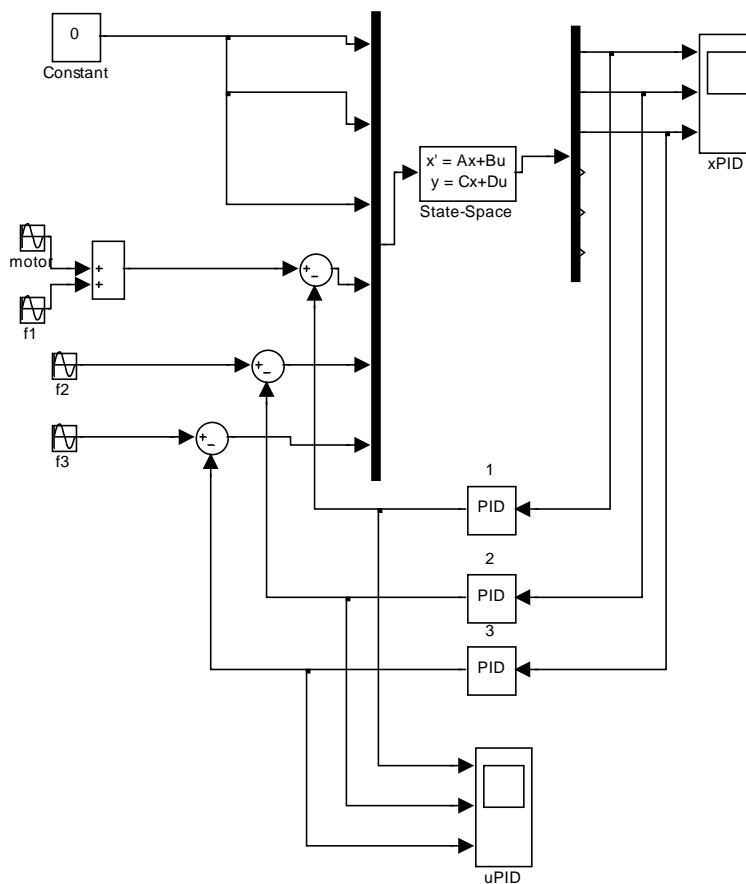 0
Constant
x' = Ax+Bu
y = Cx+Du
State-Space
xPID
motor
+
+
f1
+
−
f2
+
−
f3
+
−
1
PID
2
PID
3
PID
uPID